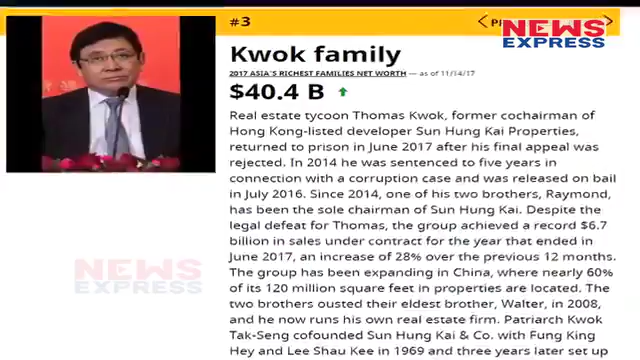 #3
Kwok family
2017 ASIA'S RICHEST FAMILIES NET WORTH — as of 11/14/17
$40.4 B
Real estate tycoon Thomas Kwok, former cochairman of
Hong Kong-listed developer Sun Hung Kai Properties,
returned to prison in June 2017 after his final appeal was
rejected. In 2014 he was sentenced to five years in
connection with a corruption case and was released on bail
in July 2016. Since 2014, one of his two brothers, Raymond,
has been the sole chairman of Sun Hung Kai. Despite the
legal defeat for Thomas, the group achieved a record $6.7
billion in sales under contract for the year that ended in
June 2017, an increase of 28% over the previous 12 months.
The group has been expanding in China, where nearly 60%
of its 120 million square feet in properties are located. The
two brothers ousted their eldest brother, Walter, in 2008,
and he now runs his own real estate firm. Patriarch Kwok
Tak-Seng cofounded Sun Hung Kai & Co. with Fung King
Hey and Lee Shau Kee in 1969 and three years later set up
NEWS
EXPRESS
NEWS
EXPRESS